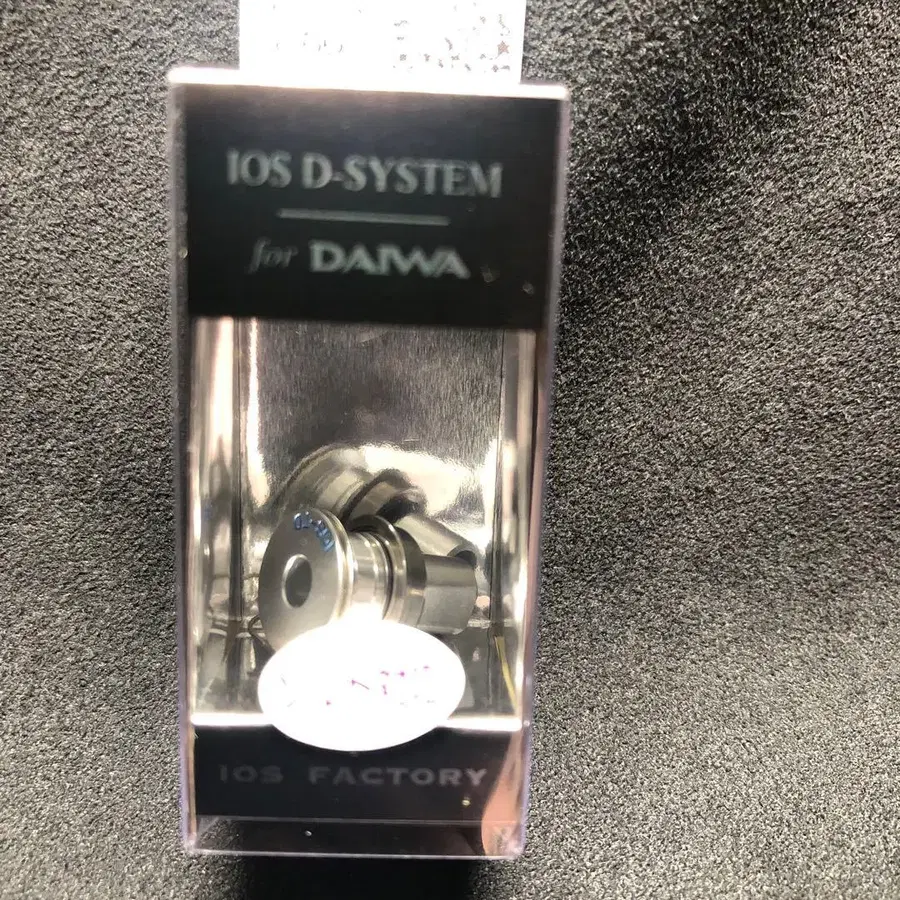 IOS D-SYSTEM
for DAIWA
IOS FACTORY